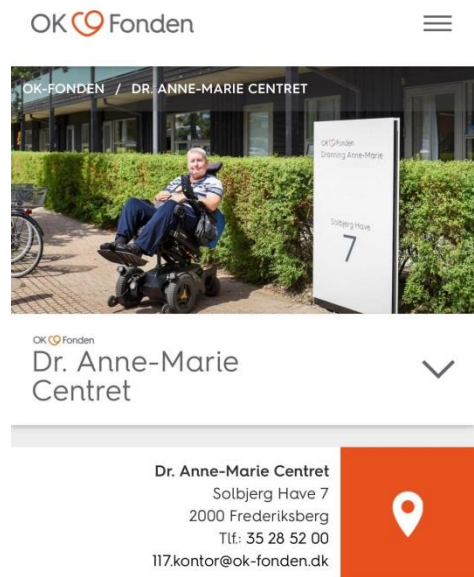 OK Fonden
OK-FONDEN / DR. ANNE-MARIE CENTRET
OK Fonden
Dronning Anne-Marie
Solbjerg Have
7
OK Fonden
Dr. Anne-Marie
Centret
Dr. Anne-Marie Centret
Solbjerg Have 7
2000 Frederiksberg
Tlf.: 35 28 52 00
117.kontor@ok-fonden.dk